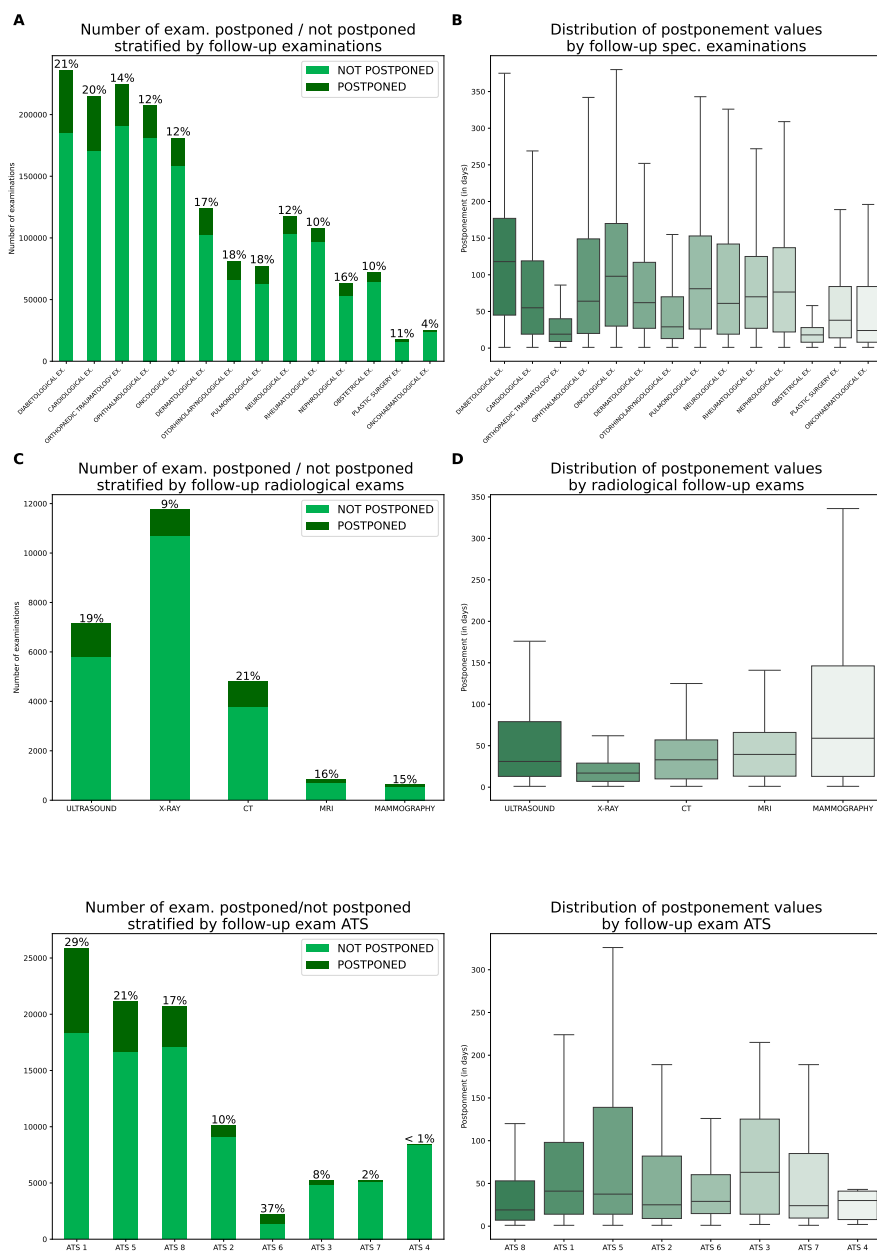 A
Number of exam. postponed / not postponed
stratified by follow-up examinations
NOT POSTPONED
POSTPONED
21%
20%
14%
12%
12%
17%
18%
18%
12%
10%
16%
10%
11%
4%
Number of examinations
200000
150000
100000
50000
0
DIABETOLOGICAL EX.
CARDIOLOGICAL EX.
ORTHOPAEDIC TRAUMATOLOGY EX.
OPHTHALMOLOGICAL EX.
ONCOLOGICAL EX.
DERMATOLOGICAL EX.
OTORHINOLARYNGOLOGICAL EX.
PULMONOLOGICAL EX.
NEUROLOGICAL EX.
RHEUMATOLOGICAL EX.
NEPHROLOGICAL EX.
OBSTETRICAL EX.
PLASTIC SURGERY EX.
ONCOHAEMATOLOGICAL EX.
B
Distribution of postponement values
by follow-up spec. examinations
Postponement (in days)
350
300
250
200
150
100
50
0
DIABETOLOGICAL EX.
CARDIOLOGICAL EX.
ORTHOPAEDIC TRAUMATOLOGY EX.
OPHTHALMOLOGICAL EX.
ONCOLOGICAL EX.
DERMATOLOGICAL EX.
OTORHINOLARYNGOLOGICAL EX.
PULMONOLOGICAL EX.
NEUROLOGICAL EX.
RHEUMATOLOGICAL EX.
NEPHROLOGICAL EX.
OBSTETRICAL EX.
PLASTIC SURGERY EX.
ONCOHAEMATOLOGICAL EX.
C
Number of exam. postponed / not postponed
stratified by follow-up radiological exams
NOT POSTPONED
POSTPONED
19%
9%
21%
16%
15%
Number of examinations
12000
10000
8000
6000
4000
2000
0
ULTRASOUND
X-RAY
CT
MRI
MAMMOGRAPHY
D
Distribution of postponement values
by radiological follow-up exams
Postponement (in days)
350
300
250
200
150
100
50
0
ULTRASOUND
X-RAY
CT
MRI
MAMMOGRAPHY
Number of exam. postponed/not postponed
stratified by follow-up exam ATS
NOT POSTPONED
POSTPONED
29%
21%
17%
10%
37%
8%
2%
< 1%
25000
20000
15000
10000
5000
0
ATS 1
ATS 5
ATS 8
ATS 2
ATS 6
ATS 3
ATS 7
ATS 4
Distribution of postponement values
by follow-up exam ATS
Postponment (in days)
300
250
200
150
100
50
0
ATS 8
ATS 1
ATS 5
ATS 2
ATS 6
ATS 3
ATS 7
ATS 4